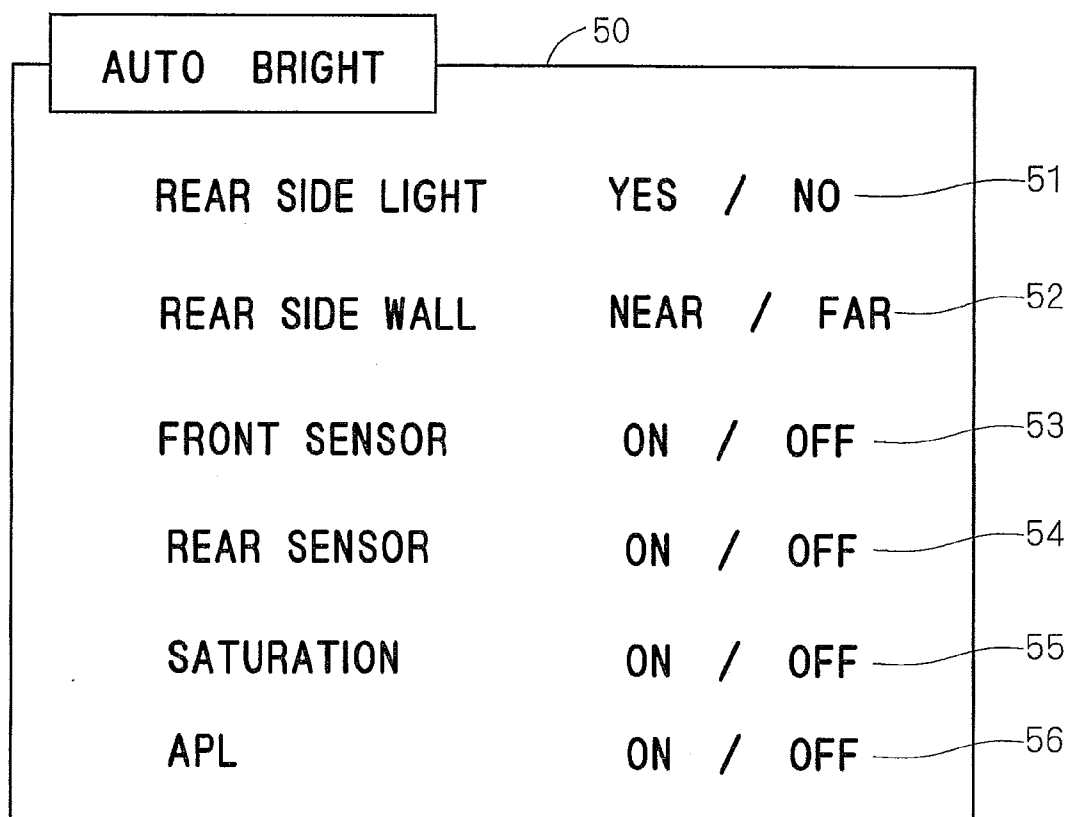 50
AUTO BRIGHT
REAR SIDE LIGHT YES / NO 51
REAR SIDE WALL NEAR / FAR 52
FRONT SENSOR ON / OFF 53
REAR SENSOR ON / OFF 54
SATURATION ON / OFF 55
APL ON / OFF 56